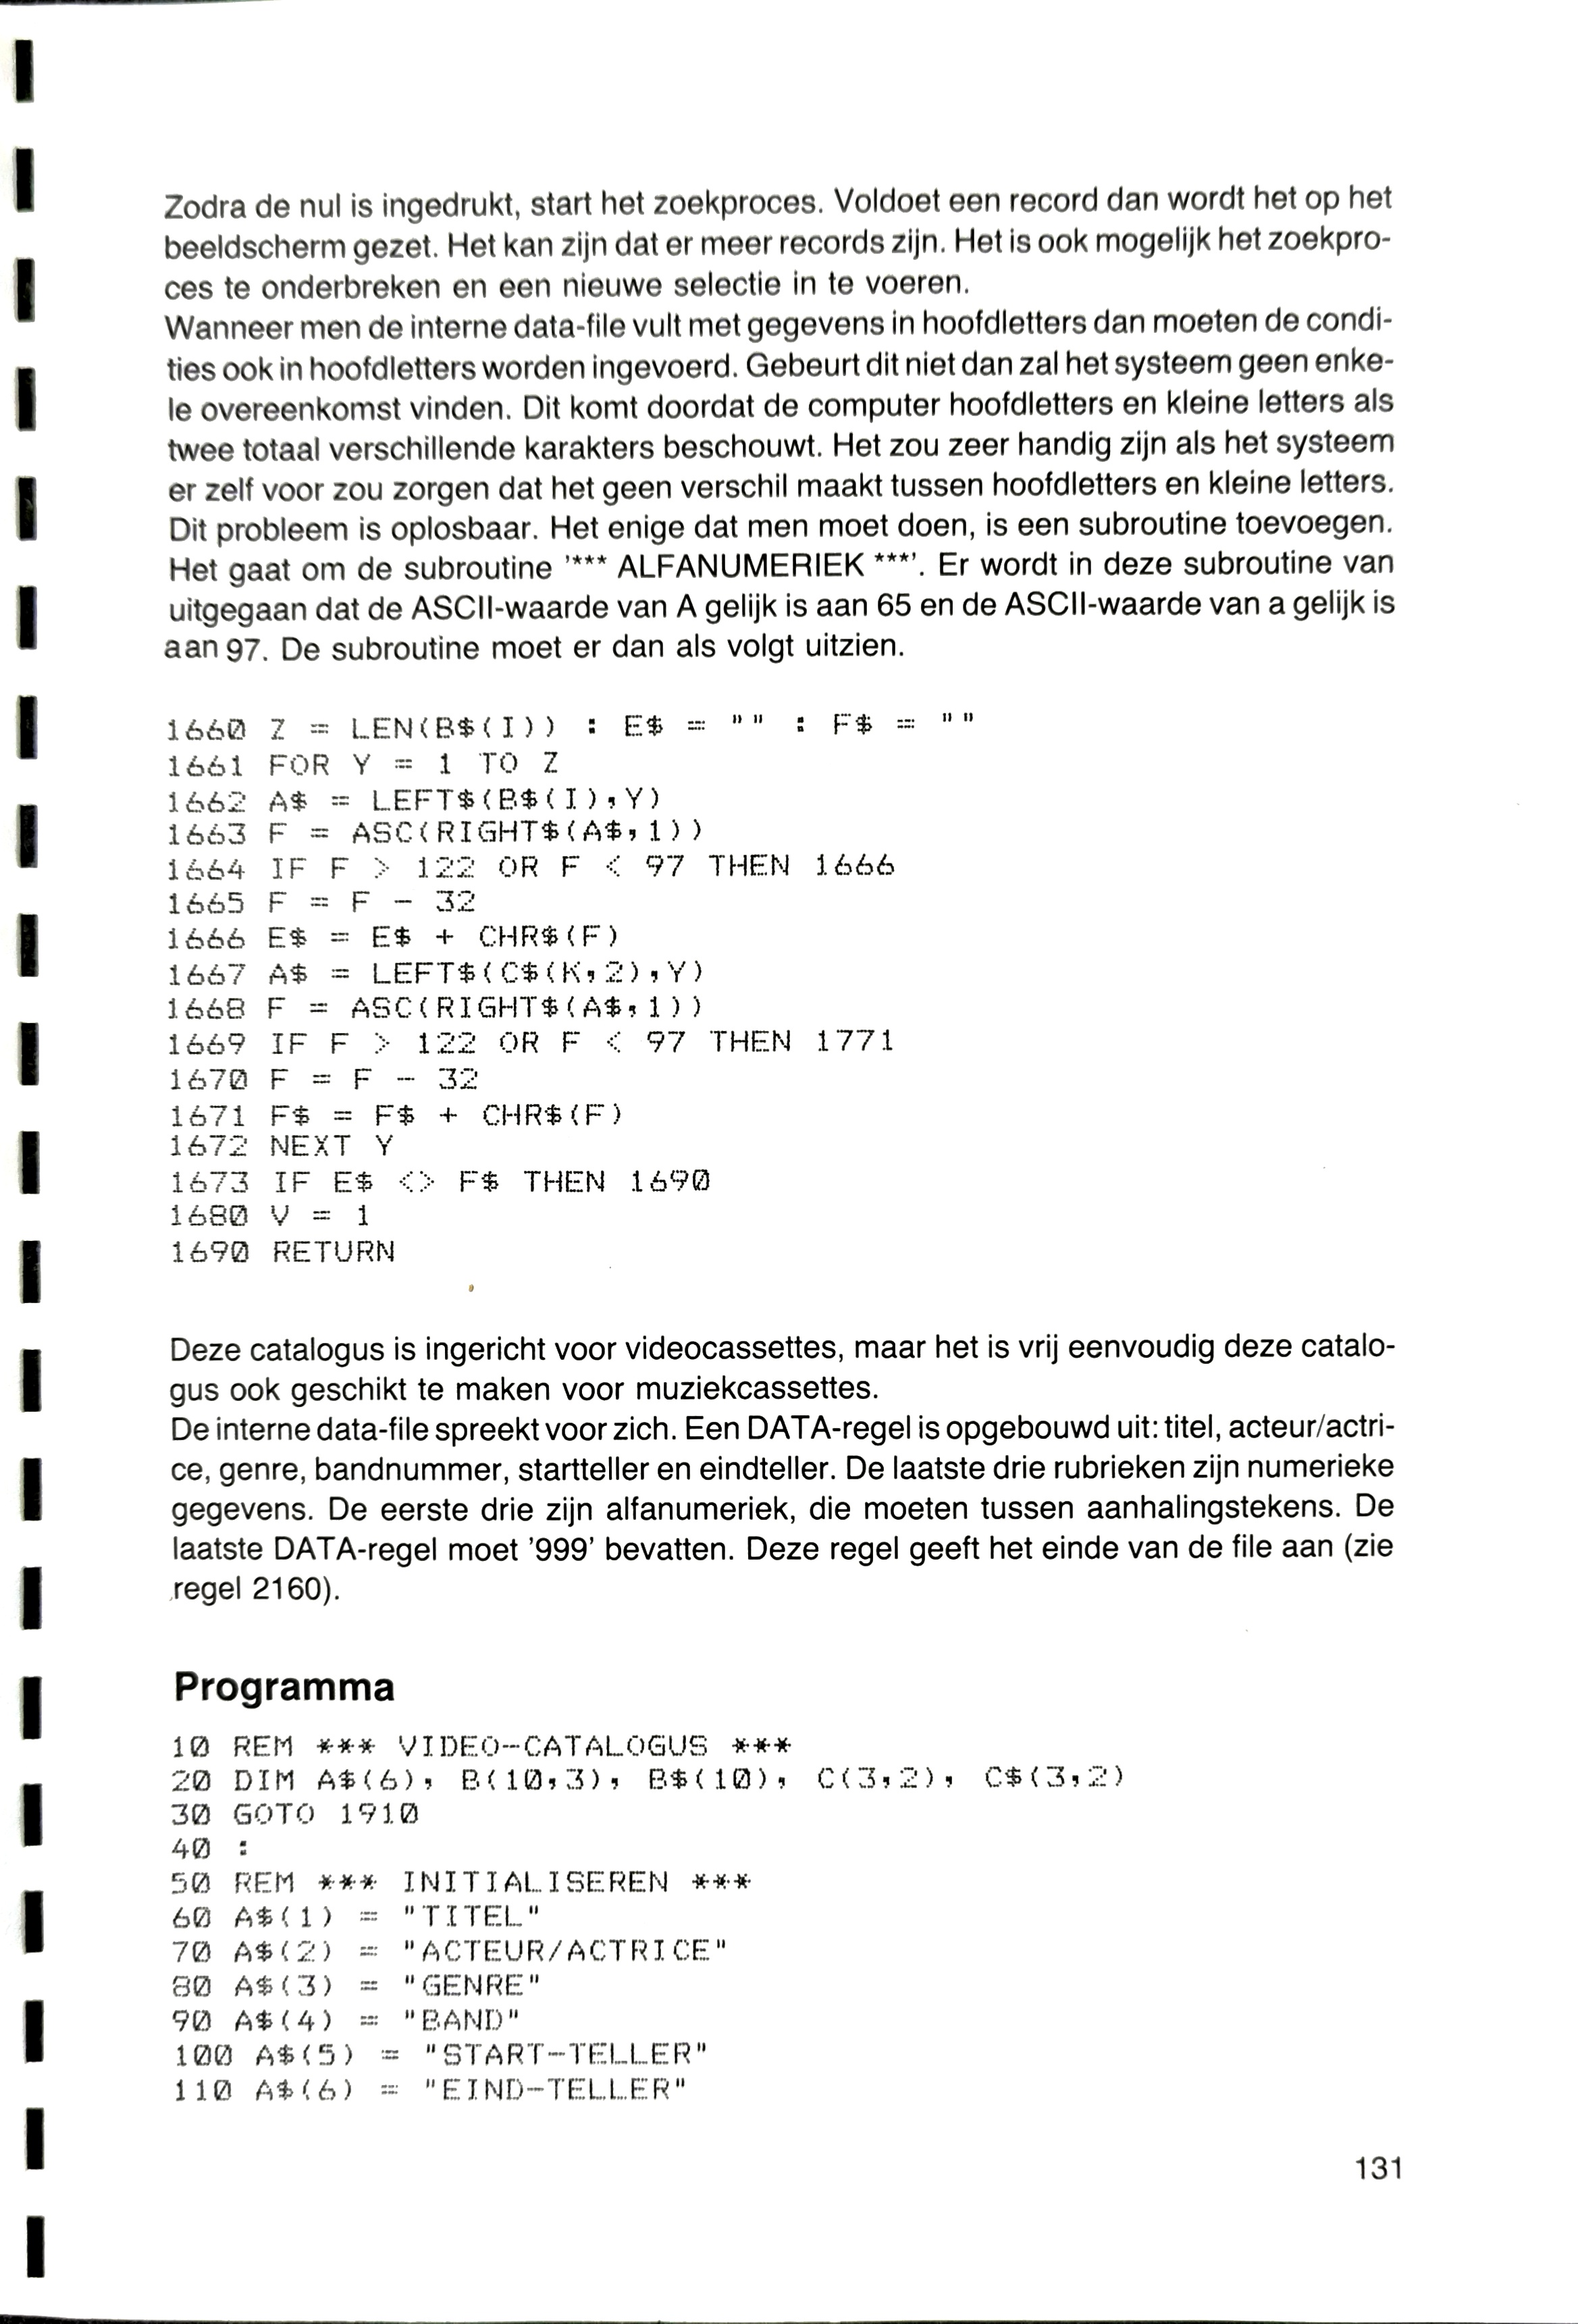 Zodra de nul is ingedrukt, start het zoekproces. Voldoet een record dan wordt het op het
beeldscherm gezet. Het kan zijn dat er meer records zijn. Het is ook mogelijk het zoekpro-
ces te onderbreken en een nieuwe selectie in te voeren.
Wanneer men de interne data-file vult met gegevens in hoofdletters dan moeten de condi-
ties ook in hoofdletters worden ingevoerd. Gebeurt dit niet dan zal het systeem geen enke-
le overeenkomst vinden. Dit komt doordat de computer hoofdletters en kleine letters als
twee totaal verschillende karakters beschouwt. Het zou zeer handig zijn als het systeem
er zelf voor zou zorgen dat het geen verschil maakt tussen hoofdletters en kleine letters.
Dit probleem is oplosbaar. Het enige dat men moet doen, is een subroutine toevoegen.
Het gaat om de subroutine '*** ALFANUMERIEK ***'. Er wordt in deze subroutine van
uitgegaan dat de ASCII-waarde van A gelijk is aan 65 en de ASCII-waarde van a gelijk is
aan 97. De subroutine moet er dan als volgt uitzien.
1660 Z = LEN(B$(I)) : E$ = "" : F$ = ""
1661 FOR Y = 1 TO Z
1662 A$ = LEFT$(B$(I),Y)
1663 F = ASC(RIGHT$(A$,1))
1664 IF F > 122 OR F < 97 THEN 1666
1665 F = F - 32
1666 E$ = E$ + CHR$(F)
1667 A$ = LEFT$(C$(K,2),Y)
1668 F = ASC(RIGHT$(A$,1))
1669 IF F > 122 OR F < 97 THEN 1771
1670 F = F - 32
1671 F$ = F$ + CHR$(F)
1672 NEXT Y
1673 IF E$ <> F$ THEN 1690
1680 V = 1
1690 RETURN
Deze catalogus is ingericht voor videocassettes, maar het is vrij eenvoudig deze catalo-
gus ook geschikt te maken voor muziekcassettes.
De interne data-file spreekt voor zich. Een DATA-regel is opgebouwd uit: titel, acteur/actri-
ce, genre, bandnummer, startteller en eindteller. De laatste drie rubrieken zijn numerieke
gegevens. De eerste drie zijn alfanumeriek, die moeten tussen aanhalingstekens. De
laatste DATA-regel moet '999' bevatten. Deze regel geeft het einde van de file aan (zie
regel 2160).
Programma
10 REM *** VIDEO-CATALOGUS ***
20 DIM A$(6), B(10,3), B$(10), C(3,2), C$(3,2)
30 GOTO 1910
40 :
50 REM *** INITIALISEREN ***
60 A$(1) = "TITEL"
70 A$(2) = "ACTEUR/ACTRICE"
80 A$(3) = "GENRE"
90 A$(4) = "BAND"
100 A$(5) = "START-TELLER"
110 A$(6) = "EIND-TELLER"
131